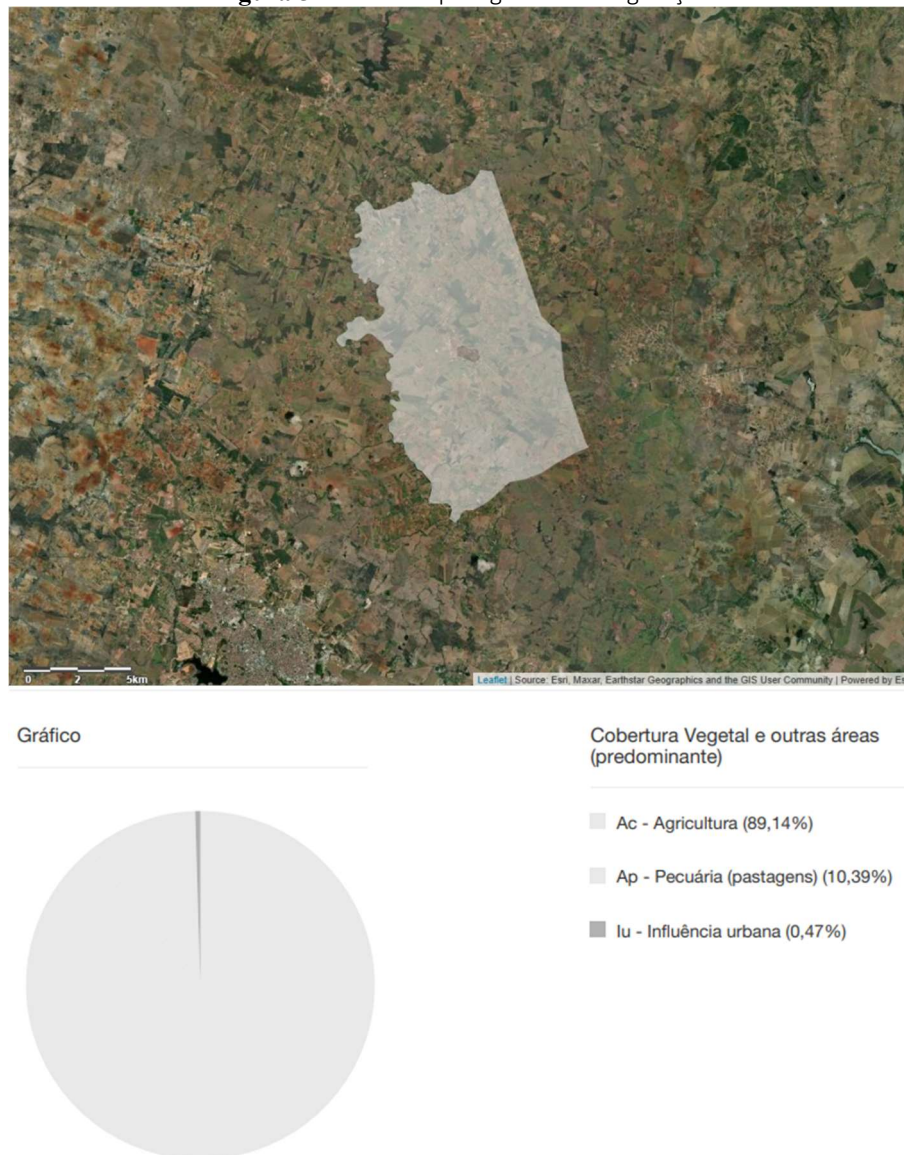 0 2 5km
Leaflet | Source: Esri, Maxar, Earthstar Geographics and the GIS User Community | Powered by
Gráfico
Cobertura Vegetal e outras áreas
(predominante)
Ac - Agricultura (89,14%)
Ap - Pecuária (pastagens) (10,39%)
Iu - Influência urbana (0,47%)